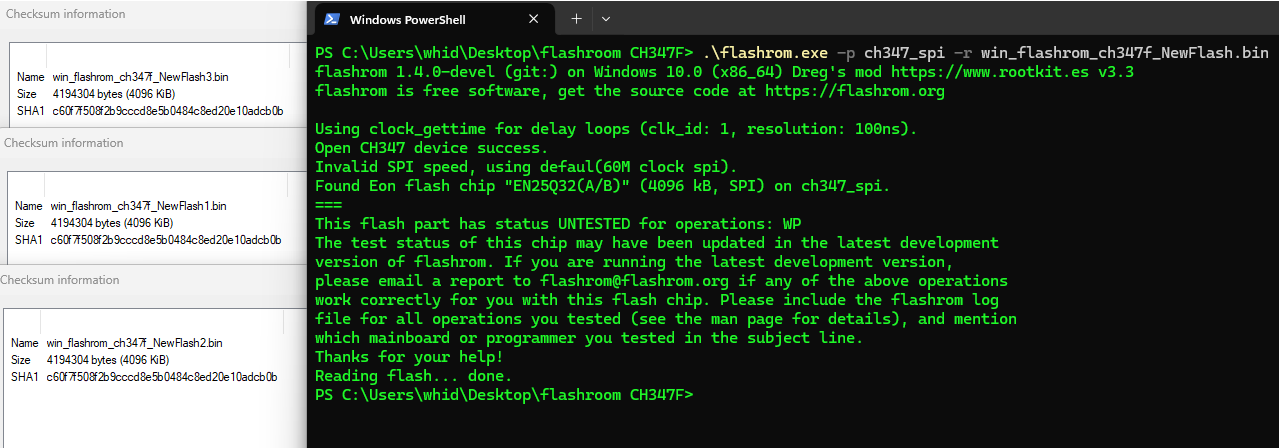 Checksum information
Name win_flashrom_ch347f_NewFlash3.bin
Size 4194304 bytes (4096 KiB)
SHA1 c60f7f508f2b9cccd8e5b0484c8ed20e10adcb0b
Checksum information
Name win_flashrom_ch347f_NewFlash1.bin
Size 4194304 bytes (4096 KiB)
SHA1 c60f7f508f2b9cccd8e5b0484c8ed20e10adcb0b
Checksum information
Name win_flashrom_ch347f_NewFlash2.bin
Size 4194304 bytes (4096 KiB)
SHA1 c60f7f508f2b9cccd8e5b0484c8ed20e10adcb0b
Windows PowerShell
PS C:\Users\whid\Desktop\flashroom CH347F> .\flashrom.exe -p ch347_spi -r win_flashrom_ch347f_NewFlash.bin
flashrom 1.4.0-devel (git:) on Windows 10.0 (x86_64) Dreg's mod https://www.rootkit.es v3.3
flashrom is free software, get the source code at https://flashrom.org
Using clock_gettime for delay loops (clk_id: 1, resolution: 100ns).
Open CH347 device success.
Invalid SPI speed, using defaul(60M clock spi).
Found Eon flash chip "EN25Q32(A/B)" (4096 kB, SPI) on ch347_spi.
===
This flash part has status UNTESTED for operations: WP
The test status of this chip may have been updated in the latest development
version of flashrom. If you are running the latest development version,
please email a report to flashrom@flashrom.org if any of the above operations
work correctly for you with this flash chip. Please include the flashrom log
file for all operations you tested (see the man page for details), and mention
which mainboard or programmer you tested in the subject line.
Thanks for your help!
Reading flash... done.
PS C:\Users\whid\Desktop\flashroom CH347F>